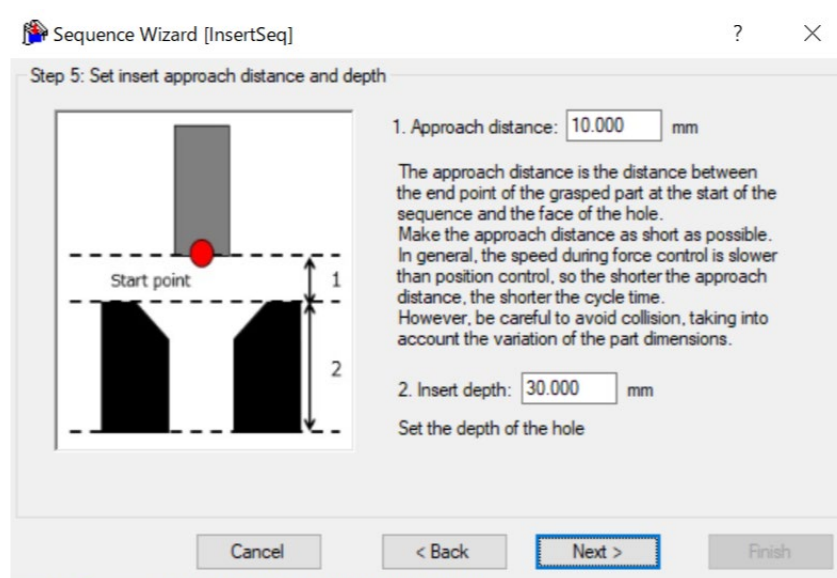 Sequence Wizard [InsertSeq]
?
Step 5: Set insert approach distance and depth
Start point
1
2
1. Approach distance: 10.000 mm
The approach distance is the distance between
the end point of the grasped part at the start of the
sequence and the face of the hole.
Make the approach distance as short as possible.
In general, the speed during force control is slower
than position control, so the shorter the approach
distance, the shorter the cycle time.
However, be careful to avoid collision, taking into
account the variation of the part dimensions.
2. Insert depth: 30.000 mm
Set the depth of the hole
Cancel
< Back
Next >
Finish